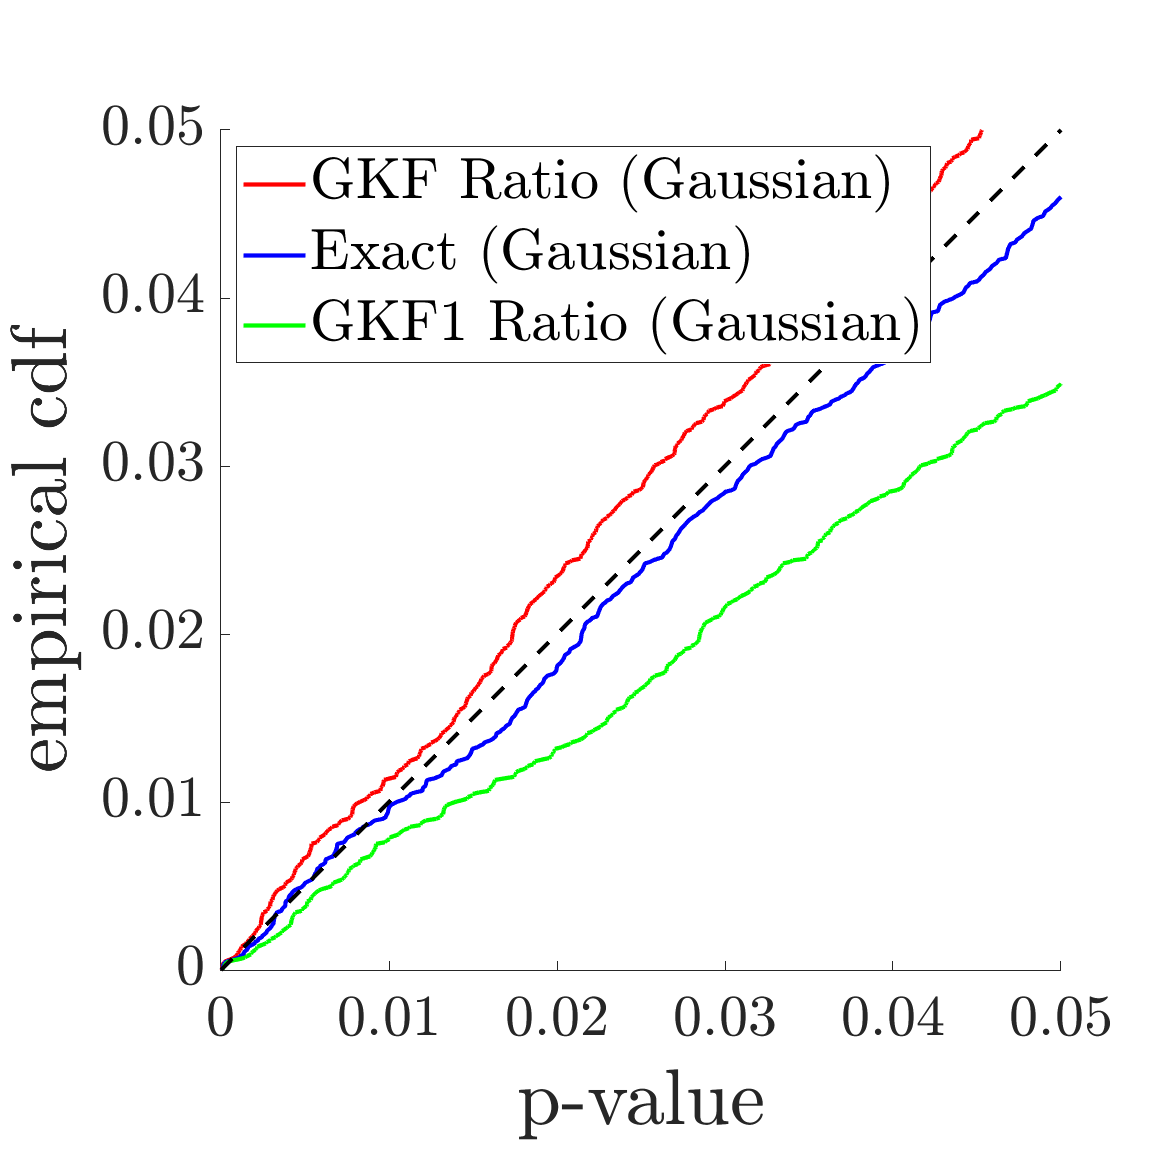 0.05
GKF Ratio (Gaussian)
Exact (Gaussian)
0.04
GKF1 Ratio (Gaussian)
empirical cdf
0.03
0.02
0.01
0
0 0.01 0.02 0.03 0.04 0.05
p-value